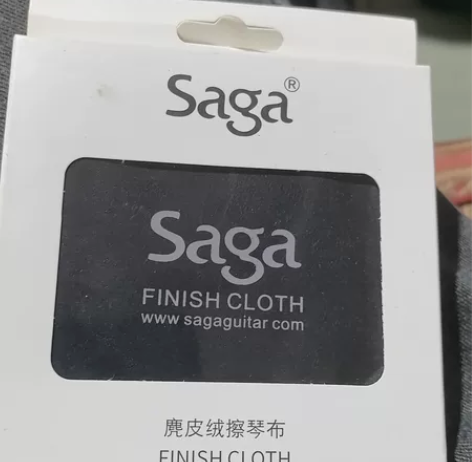 Saga®
Saga
FINISH CLOTH
www sagaguitar com
麂皮绒擦琴布
FINISH CLOTH